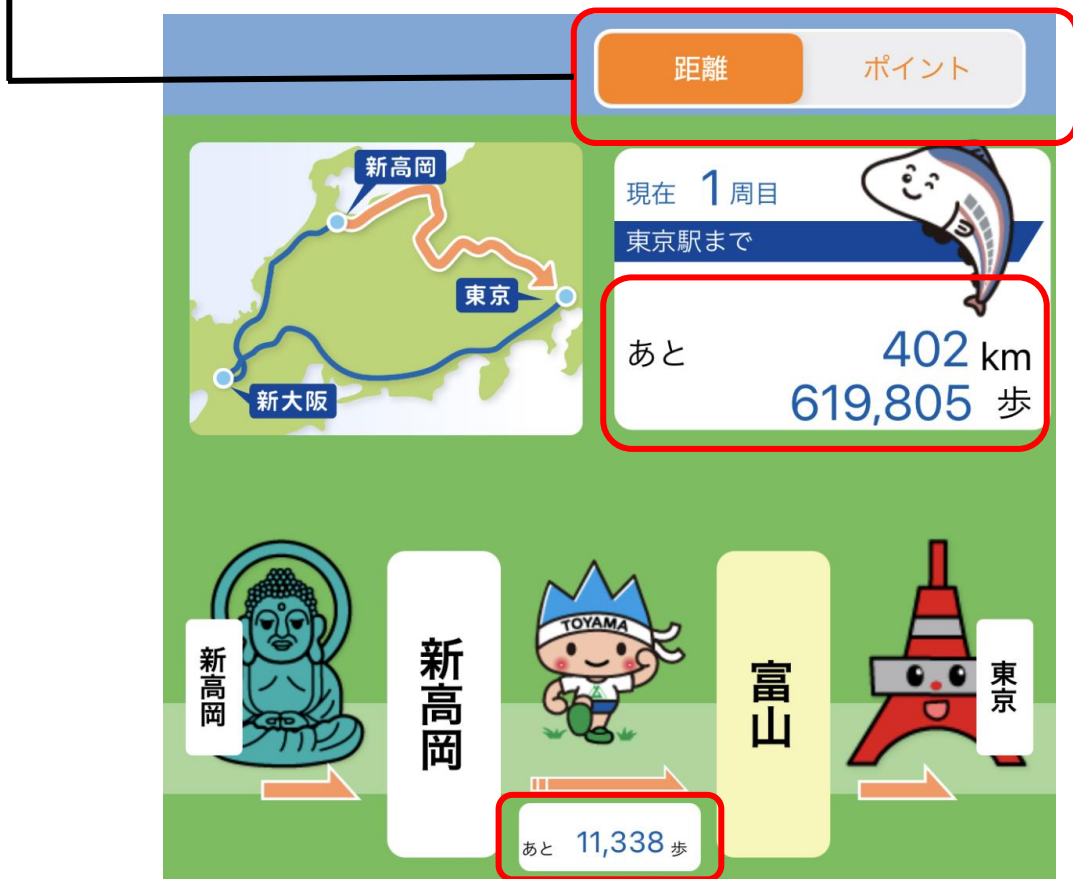 距離
ポイント
新高岡
東京
新大阪
現在 1 周目
東京駅まで
あと 402 km
619,805 歩
新高岡
新高岡
TOYAMA
富山
東京
あと 11,338 歩